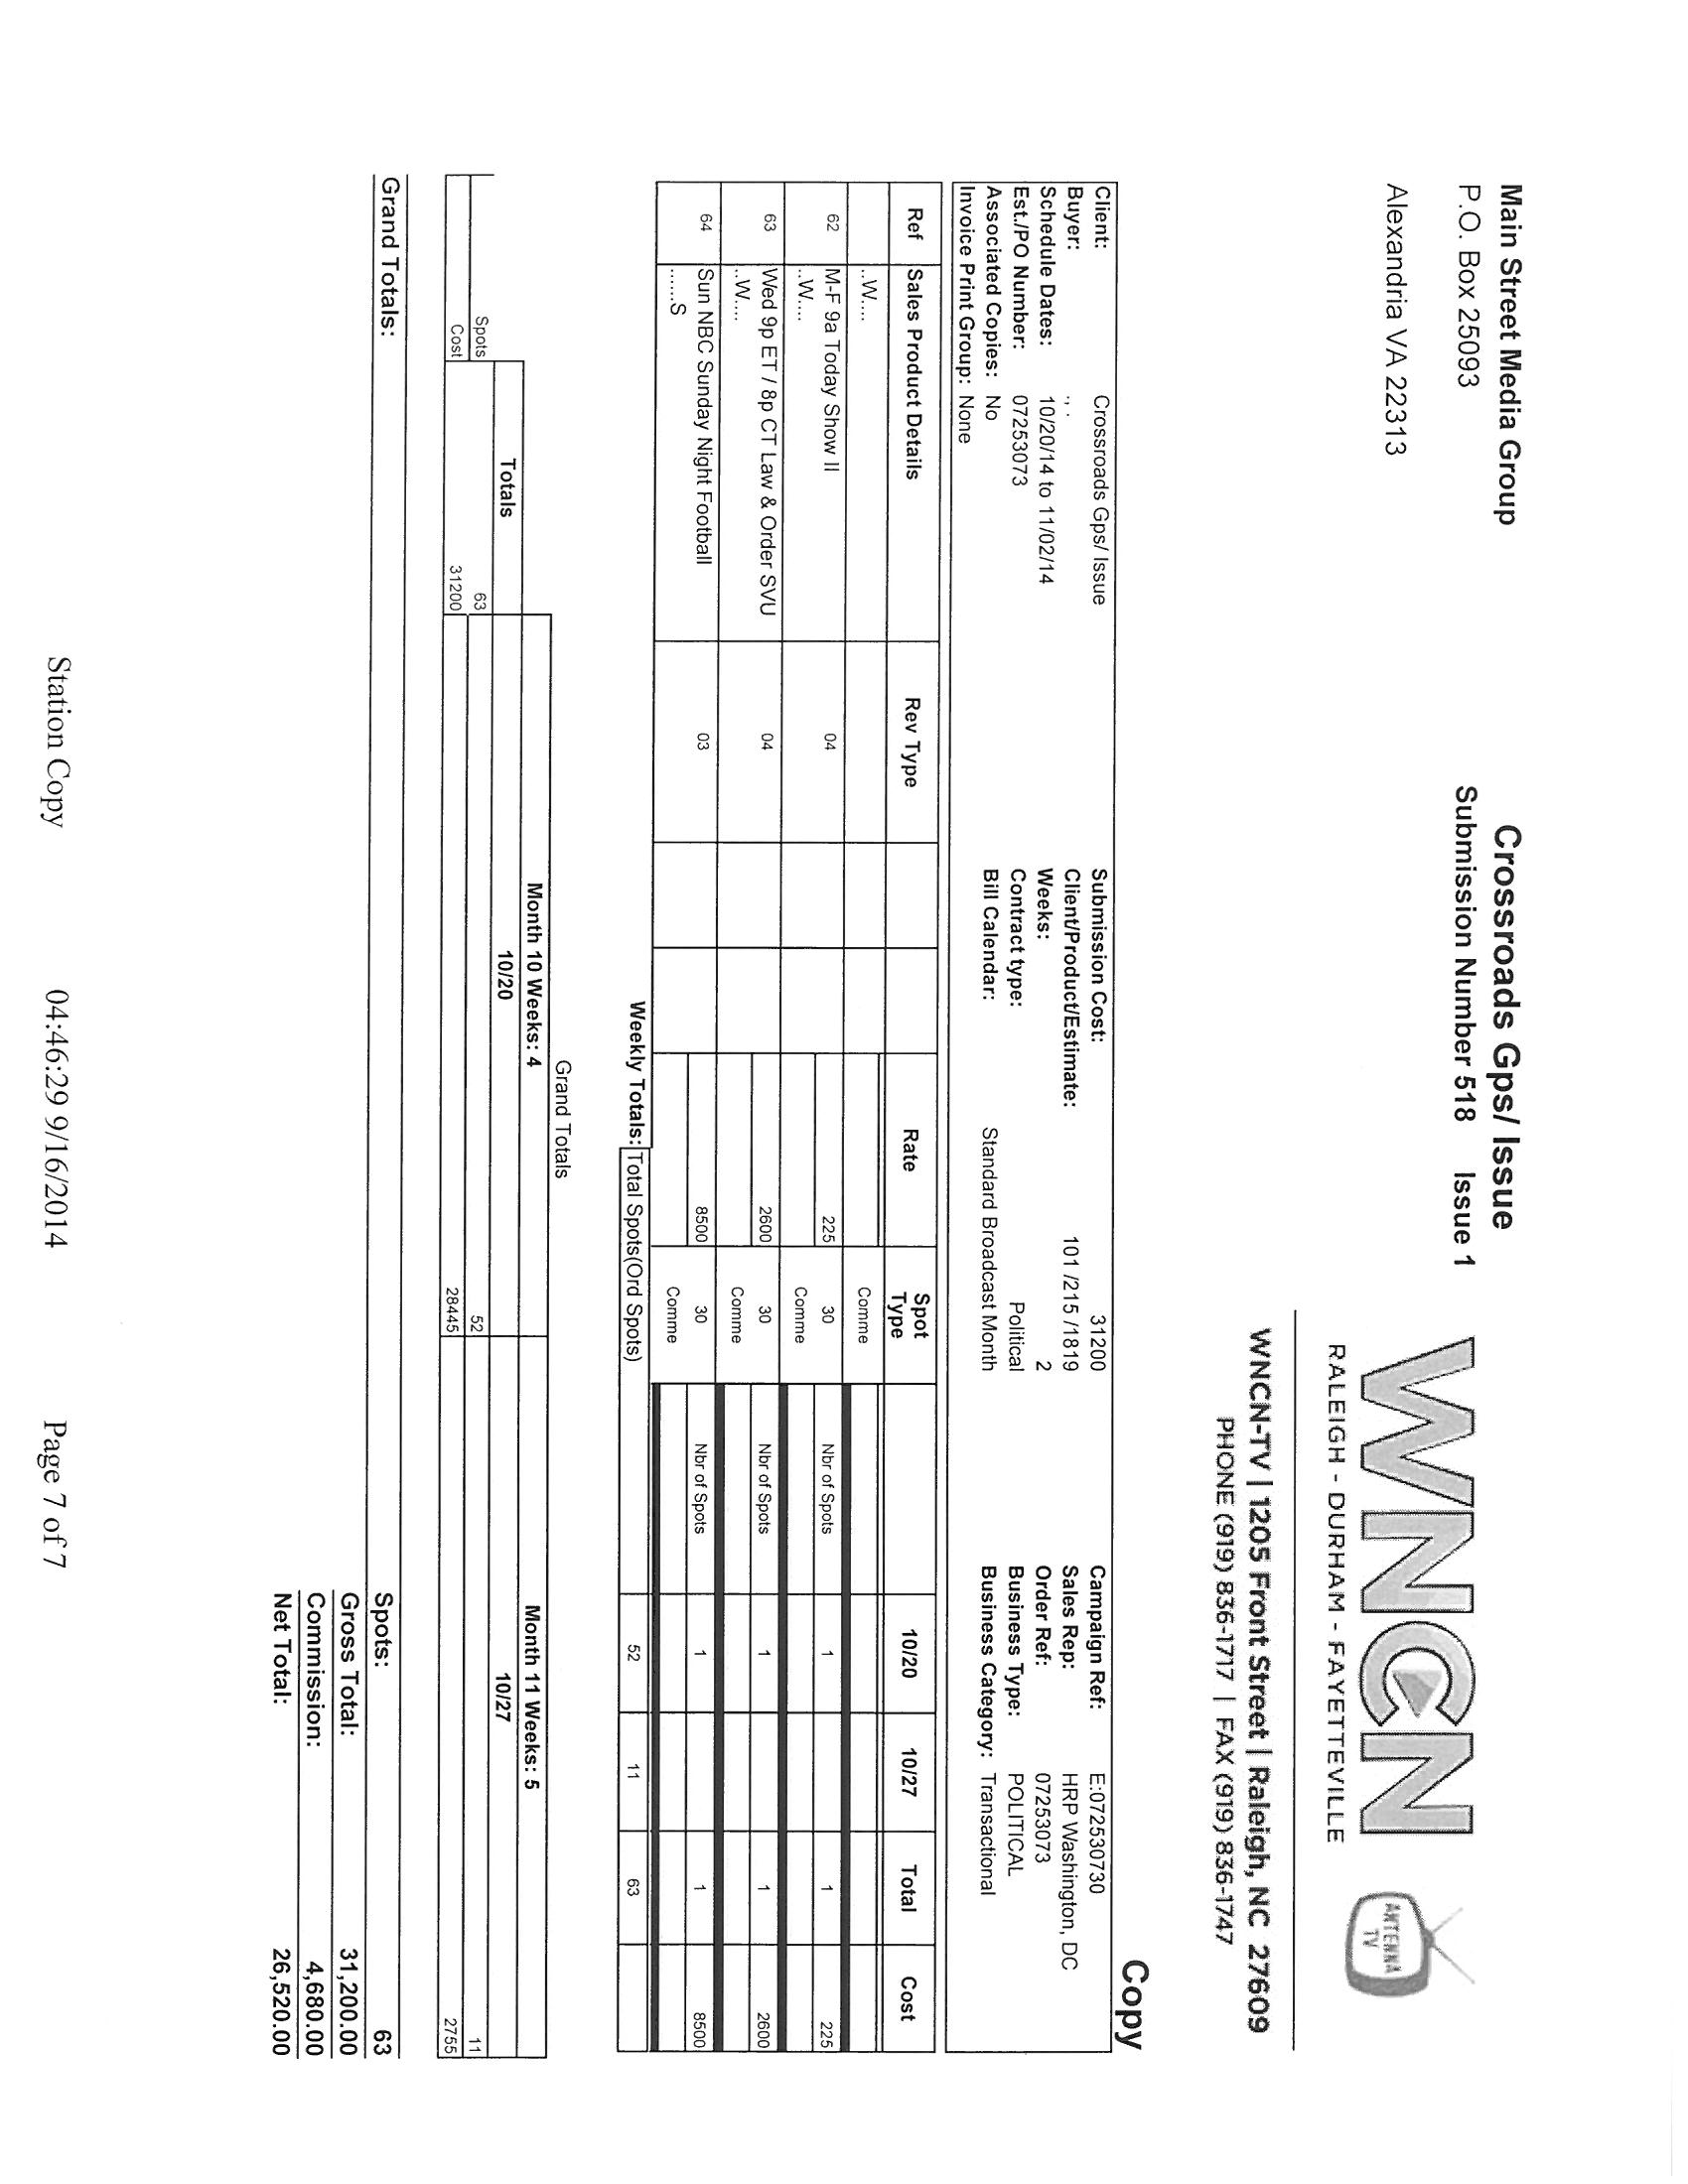 Main Street Media Group
P.O. Box 25093
Alexandria VA 22313
Crossroads Gps/ Issue
Submission Number 518 Issue 1
WNCN
RALEIGH - DURHAM - FAYETTEVILLE
ANTENNA TV
WNCN-TV | 1205 Front Street | Raleigh, NC 27609
PHONE (919) 836-1717 | FAX (919) 836-1747
Copy
Client: Crossroads Gps/ Issue Submission Cost: 31200 Campaign Ref: E:072530730
Buyer: ., . Client/Product/Estimate: 101 /215 /1819 Sales Rep: HRP Washington, DC
Schedule Dates: 10/20/14 to 11/02/14 Weeks: 2 Order Ref: 07253073
Est./PO Number: 07253073 Contract type: Political Business Type: POLITICAL
Associated Copies: No Bill Calendar: Standard Broadcast Month Business Category: Transactional
Invoice Print Group: None
Ref Sales Product Details Rev Type Rate Spot Type 10/20 10/27 Total Cost
..W.... Comme
62 M-F 9a Today Show II 04 225 30 Nbr of Spots 1 1 225
..W.... Comme
63 Wed 9p ET / 8p CT Law & Order SVU 04 2600 30 Nbr of Spots 1 1 2600
..W.... Comme
64 Sun NBC Sunday Night Football 03 8500 30 Nbr of Spots 1 1 8500
......S Comme
Weekly Totals: Total Spots(Ord Spots) 52 11 63
Grand Totals
Month 10 Weeks: 4 Month 11 Weeks: 5
Totals 10/20 10/27
Spots 63 52 11
Cost 31200 28445 2755
Grand Totals: Spots: 63
Gross Total: 31,200.00
Commission: 4,680.00
Net Total: 26,520.00
Station Copy 04:46:29 9/16/2014 Page 7 of 7